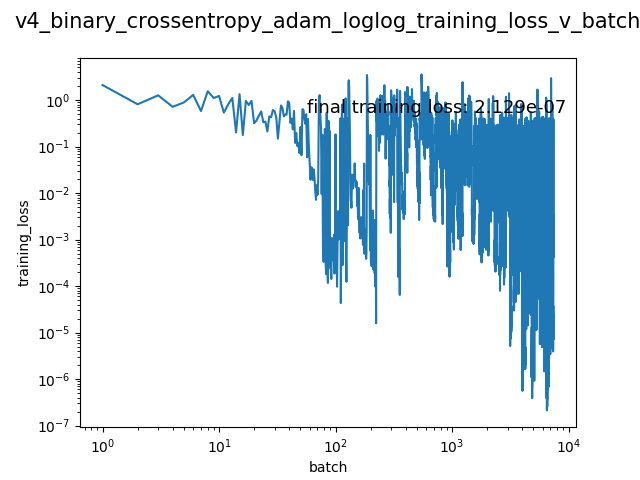 v4_binary_crossentropy_adam_loglog_training_loss_v_batch
final training loss: 2.129e-07
training_loss
10^0
10^-1
10^-2
10^-3
10^-4
10^-5
10^-6
10^-7
10^0 10^1 10^2 10^3 10^4
batch